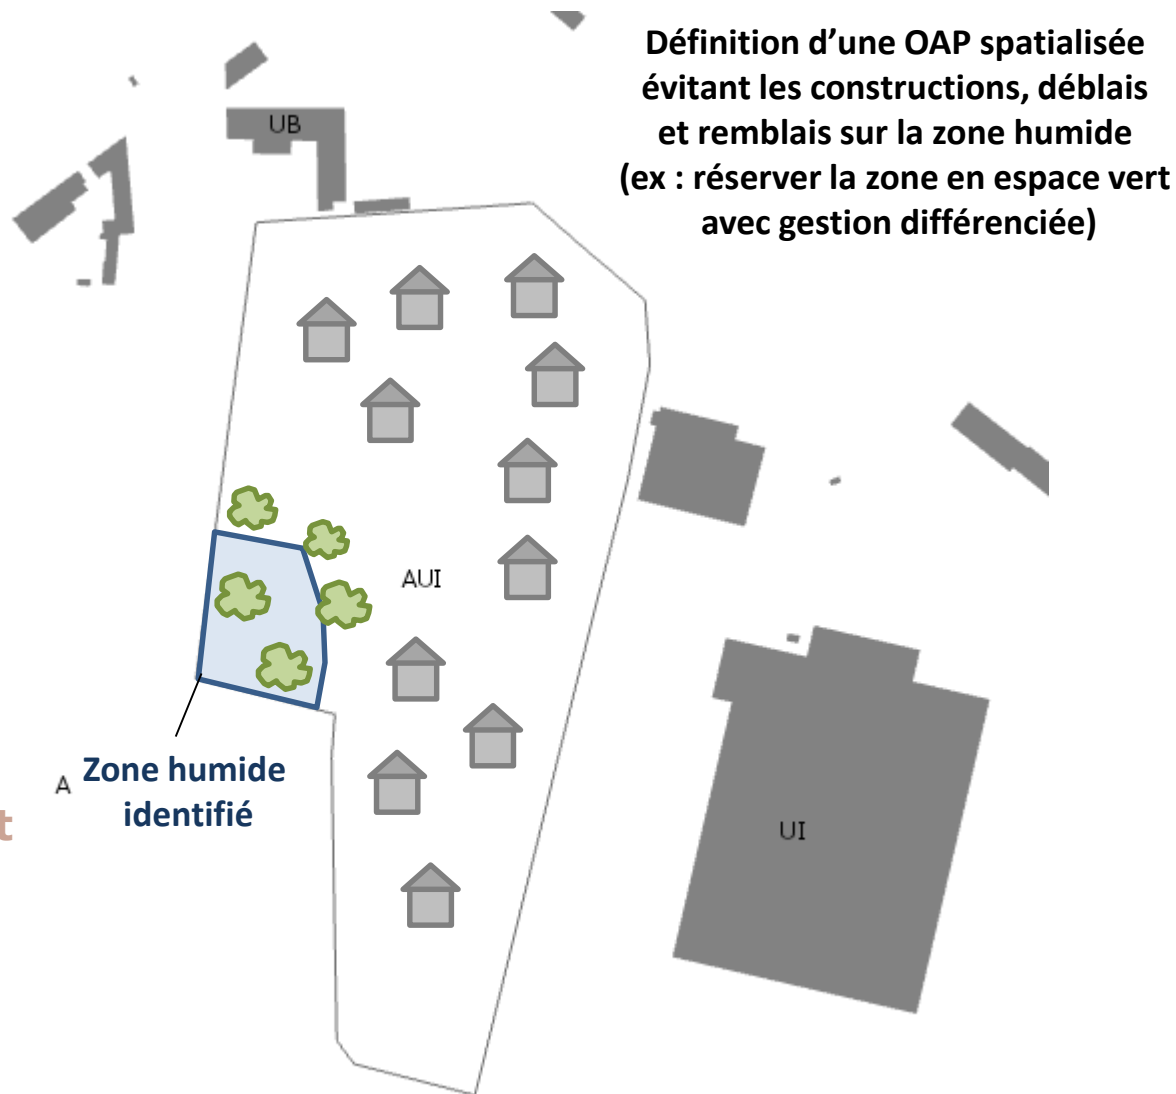 Définition d’une OAP spatialisée
évitant les constructions, déblais
et remblais sur la zone humide
(ex : réserver la zone en espace vert
avec gestion différenciée)
UB
AUI
Zone humide
identifié
A
t
UI